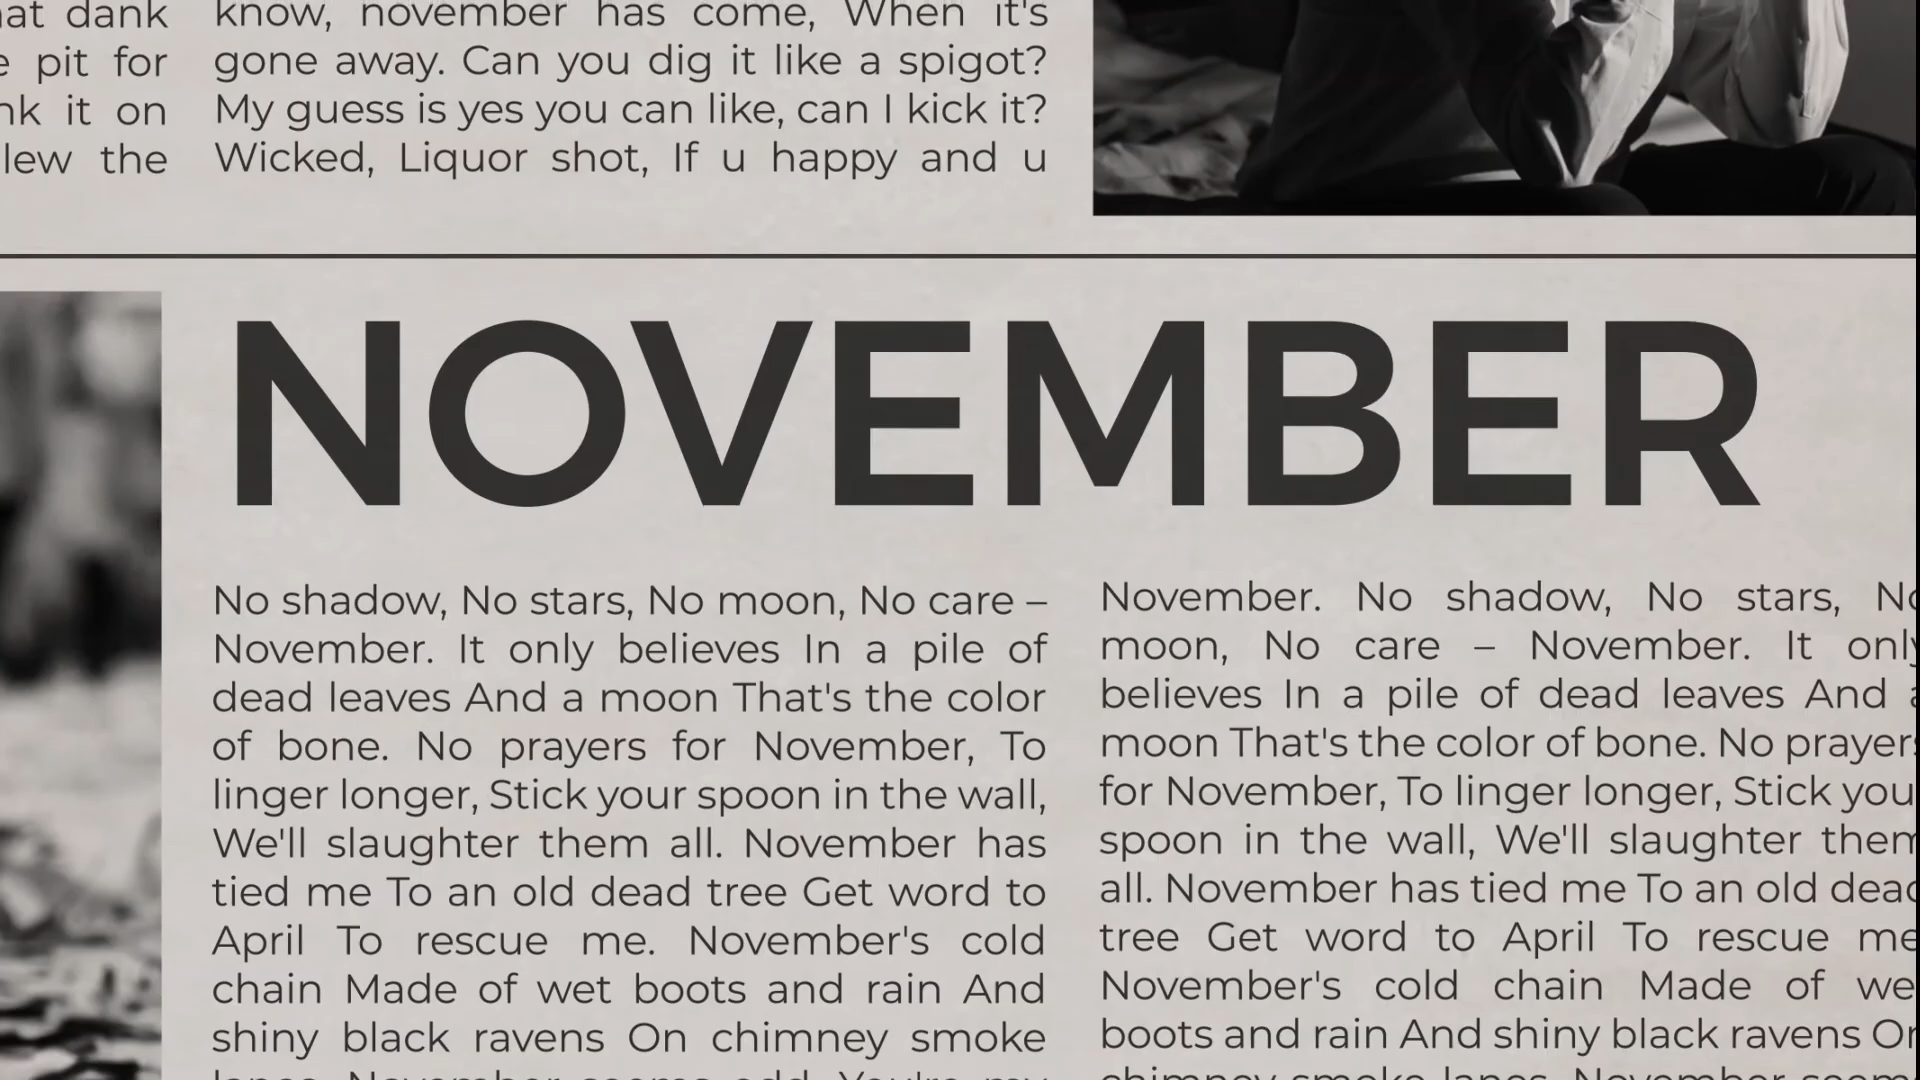 at dank
pit for
nk it on
lew the
know, november has come, When it's
gone away. Can you dig it like a spigot?
My guess is yes you can like, can I kick it?
Wicked, Liquor shot, If u happy and u
NOVEMBER
No shadow, No stars, No moon, No care –
November. It only believes In a pile of
dead leaves And a moon That's the color
of bone. No prayers for November, To
linger longer, Stick your spoon in the wall,
We'll slaughter them all. November has
tied me To an old dead tree Get word to
April To rescue me. November's cold
chain Made of wet boots and rain And
shiny black ravens On chimney smoke
November. No shadow, No stars, No
moon, No care – November. It only
believes In a pile of dead leaves And a
moon That's the color of bone. No prayers
for November, To linger longer, Stick you
spoon in the wall, We'll slaughter them
all. November has tied me To an old dead
tree Get word to April To rescue me
November's cold chain Made of we
boots and rain And shiny black ravens On